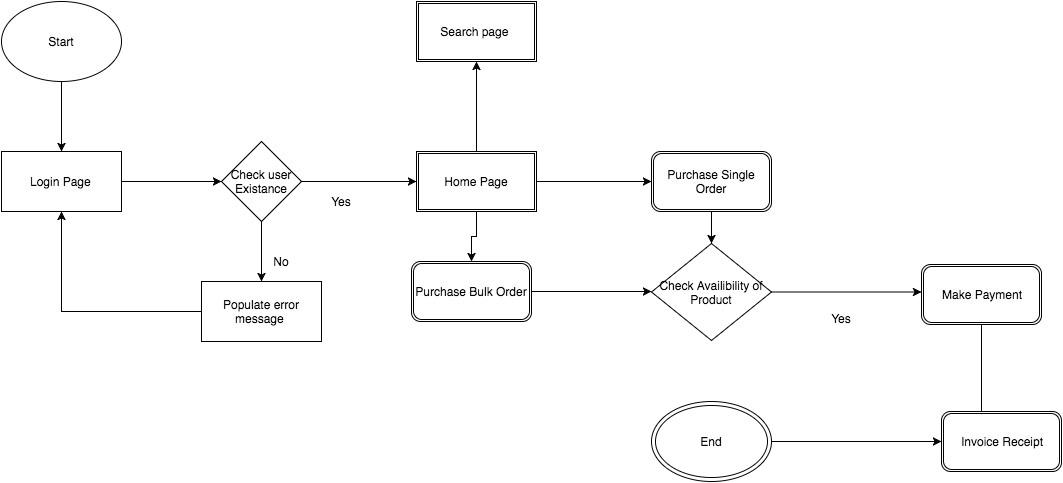 Start
Search page
Login Page
Check user
Existance
Yes
Home Page
Purchase Single
Order
No
Populate error
message
Purchase Bulk Order
Check Availibility of
Product
Yes
Make Payment
End
Invoice Receipt